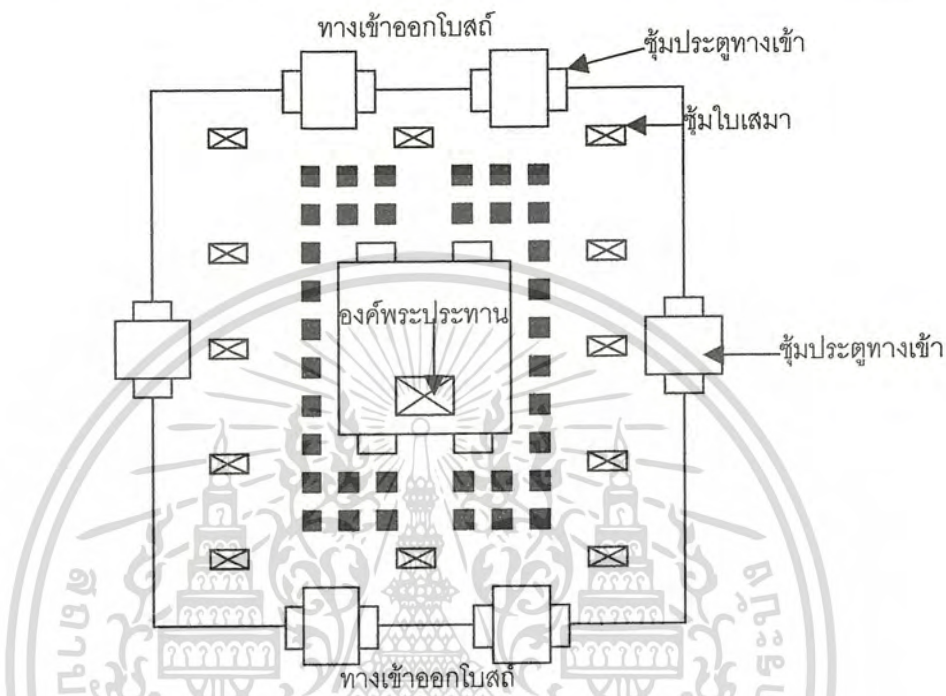 ทางเข้าออกโบสถ์
ซุ้มประตูทางเข้า
ซุ้มใบเสมา
องค์พระประทาน
ซุ้มประตูทางเข้า
ทางเข้าออกโบสถ์